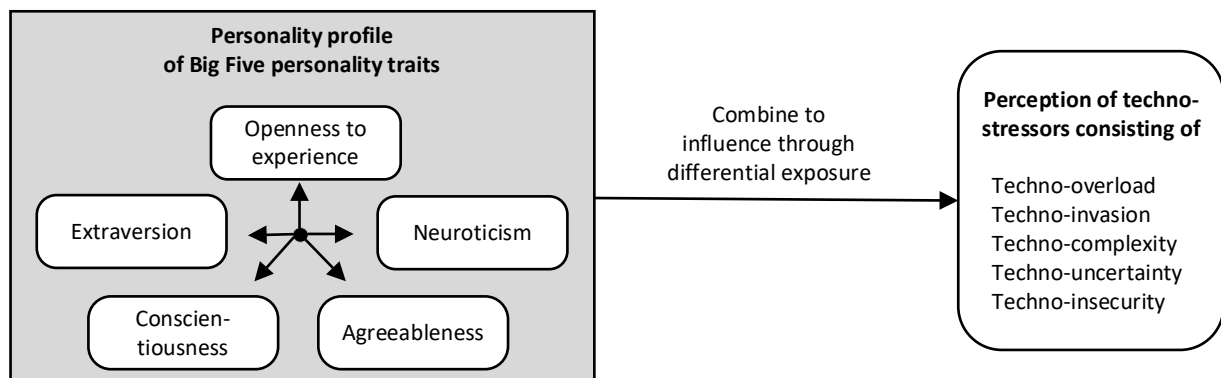 Personality profile
of Big Five personality traits
Openness to
experience
Extraversion
Neuroticism
Conscien-
tiousness
Agreeableness
Combine to
influence through
differential exposure
Perception of techno-
stressors consisting of
Techno-overload
Techno-invasion
Techno-complexity
Techno-uncertainty
Techno-insecurity